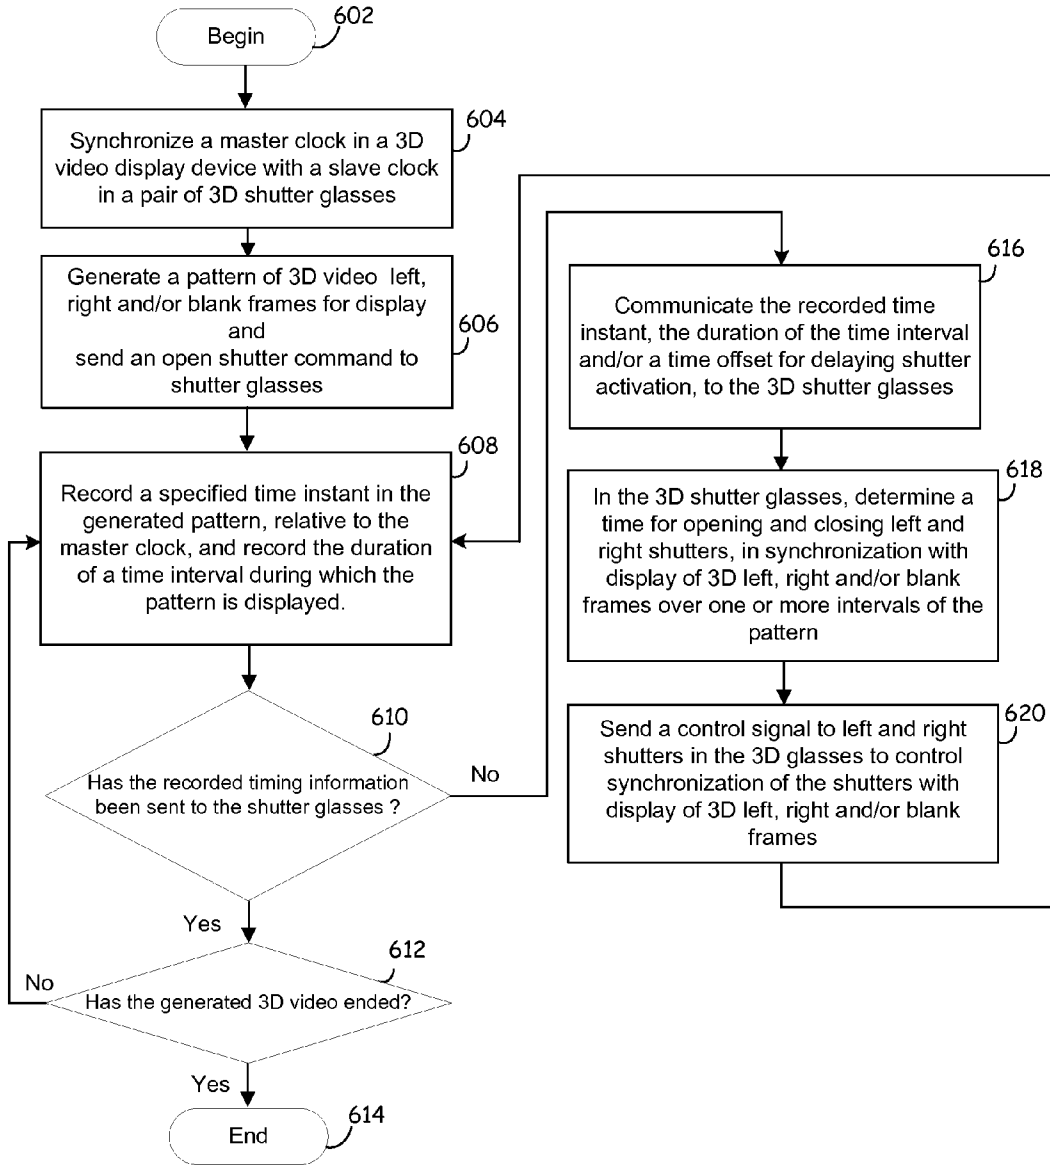 Begin
602
Synchronize a master clock in a 3D
video display device with a slave clock
in a pair of 3D shutter glasses
604
Generate a pattern of 3D video left,
right and/or blank frames for display
and
send an open shutter command to
shutter glasses
606
Record a specified time instant in the
generated pattern, relative to the
master clock, and record the duration
of a time interval during which the
pattern is displayed.
608
Has the recorded timing information
been sent to the shutter glasses ?
610
No
Yes
Has the generated 3D video ended?
612
No
Yes
End
614
Communicate the recorded time
instant, the duration of the time interval
and/or a time offset for delaying shutter
activation, to the 3D shutter glasses
616
In the 3D shutter glasses, determine a
time for opening and closing left and
right shutters, in synchronization with
display of 3D left, right and/or blank
frames over one or more intervals of the
pattern
618
Send a control signal to left and right
shutters in the 3D glasses to control
synchronization of the shutters with
display of 3D left, right and/or blank
frames
620